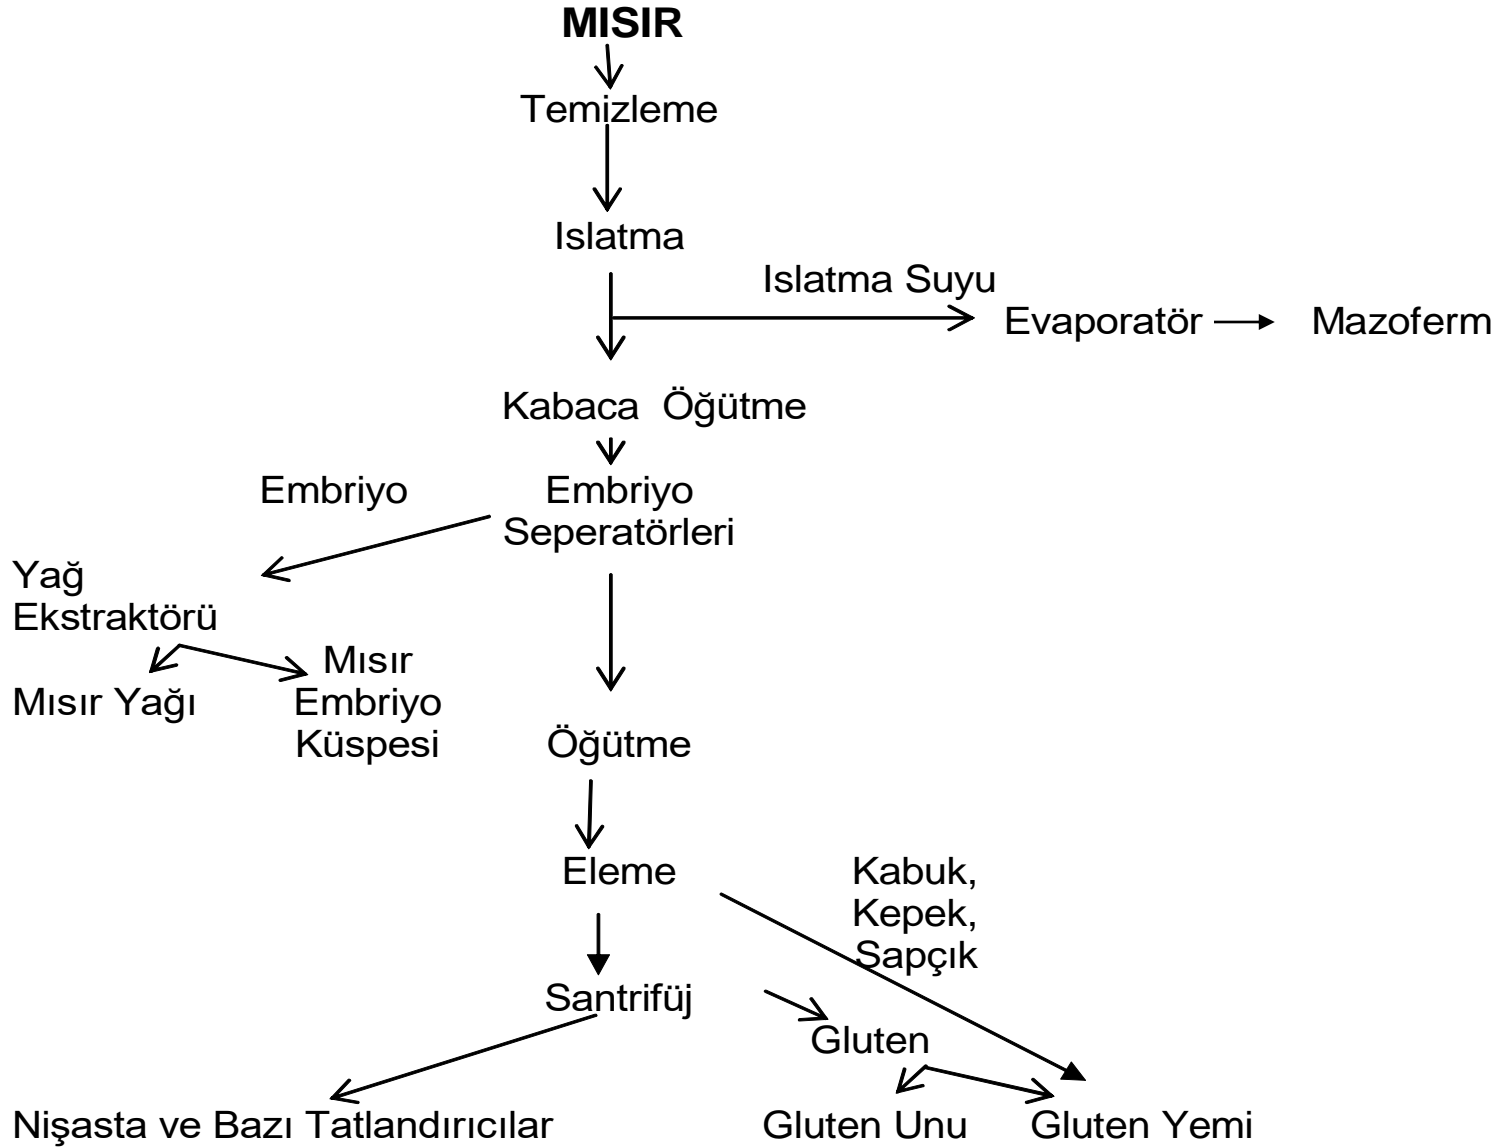 MISIR
Temizleme
Islatma
Islatma Suyu
Evaporatör
Mazoferm
Kabaca Öğütme
Embriyo
Embriyo
Seperatörleri
Yağ
Ekstraktörü
Mısır Yağı
Mısır
Embriyo
Küspesi
Öğütme
Eleme
Kabuk,
Kepek,
Sapçık
Santrifüj
Gluten
Nişasta ve Bazı Tatlandırıcılar
Gluten Unu
Gluten Yemi